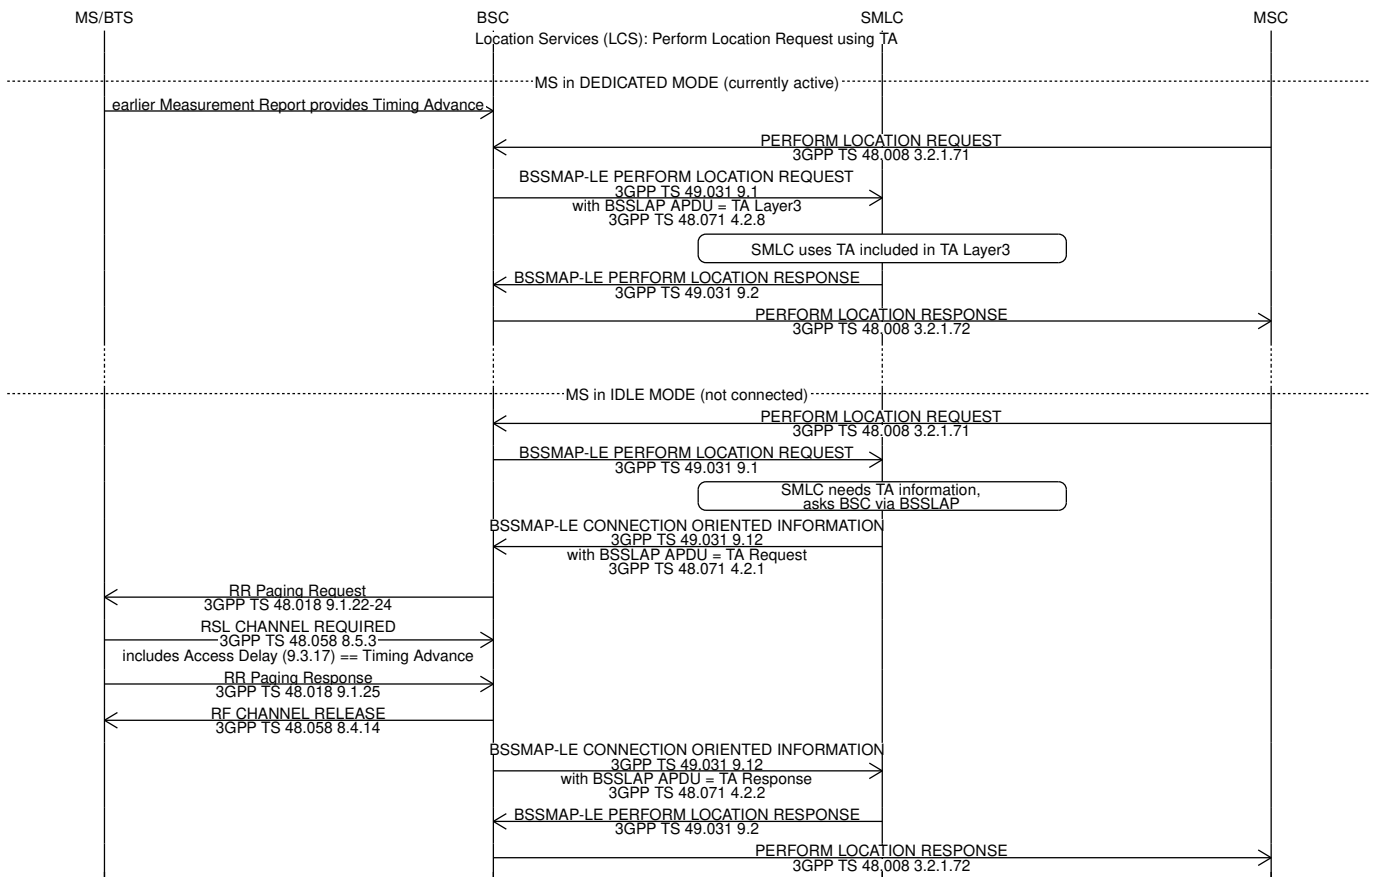 MS/BTS BSC SMLC MSC
Location Services (LCS): Perform Location Request using TA
MS in DEDICATED MODE (currently active)
earlier Measurement Report provides Timing Advance
PERFORM LOCATION REQUEST
3GPP TS 48.008 3.2.1.71
BSSMAP-LE PERFORM LOCATION REQUEST
3GPP TS 49.031 9.1
with BSSLAP APDU = TA Layer3
3GPP TS 48.071 4.2.8
SMLC uses TA included in TA Layer3
BSSMAP-LE PERFORM LOCATION RESPONSE
3GPP TS 49.031 9.2
PERFORM LOCATION RESPONSE
3GPP TS 48.008 3.2.1.72
MS in IDLE MODE (not connected)
PERFORM LOCATION REQUEST
3GPP TS 48.008 3.2.1.71
BSSMAP-LE PERFORM LOCATION REQUEST
3GPP TS 49.031 9.1
SMLC needs TA information,
asks BSC via BSSLAP
BSSMAP-LE CONNECTION ORIENTED INFORMATION
3GPP TS 49.031 9.12
with BSSLAP APDU = TA Request
3GPP TS 48.071 4.2.1
RR Paging Request
3GPP TS 48.018 9.1.22-24
RSL CHANNEL REQUIRED
3GPP TS 48.058 8.5.3
includes Access Delay (9.3.17) == Timing Advance
RR Paging Response
3GPP TS 48.018 9.1.25
RF CHANNEL RELEASE
3GPP TS 48.058 8.4.14
BSSMAP-LE CONNECTION ORIENTED INFORMATION
3GPP TS 49.031 9.12
with BSSLAP APDU = TA Response
3GPP TS 48.071 4.2.2
BSSMAP-LE PERFORM LOCATION RESPONSE
3GPP TS 49.031 9.2
PERFORM LOCATION RESPONSE
3GPP TS 48.008 3.2.1.72